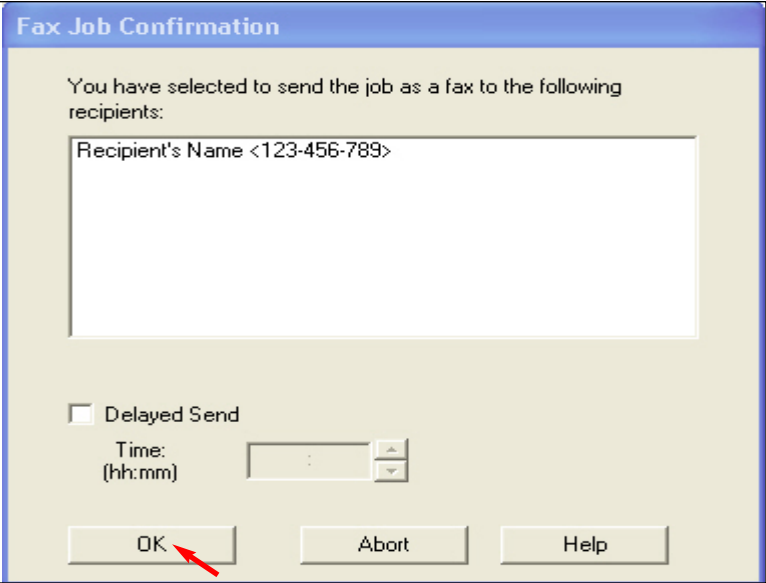 Fax Job Confirmation
You have selected to send the job as a fax to the following
recipients:
Recipient's Name <123-456-789>
Delayed Send
Time:
(hh:mm)
:
OK
Abort
Help